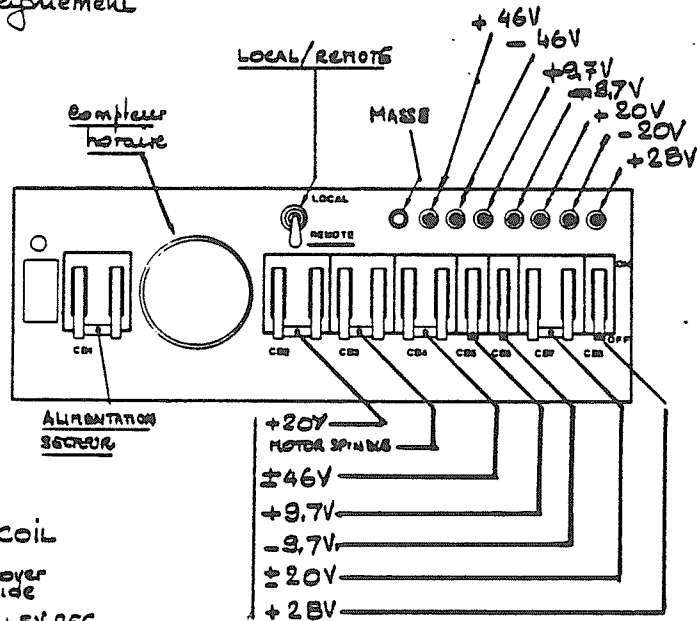 LOCAL/REMOTE
+ 46V
- 46V
+9,7V
-9,7V
+ 20V
- 20V
+28V
MASSE
Compteur
horaire
LOCAL
REMOTE
ON
OFF
CB1
CB2
CB3
CB4
CB5
CB6
CB7
CB8
ALIMENTATION
SECTEUR
+20V
MOTOR SPINDLE
±46V
+9,7V
-9,7V
±20V
+28V
COIL